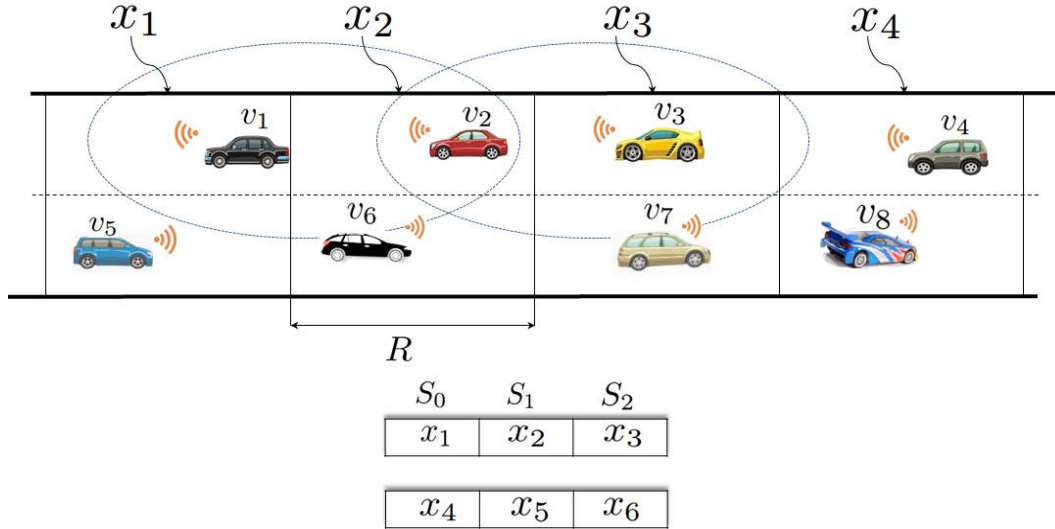 x₁ x₂ x₃ x₄
v₁ v₂ v₃ v₄
v₅ v₆ v₇ v₈
R
S₀ S₁ S₂
x₁ x₂ x₃
x₄ x₅ x₆